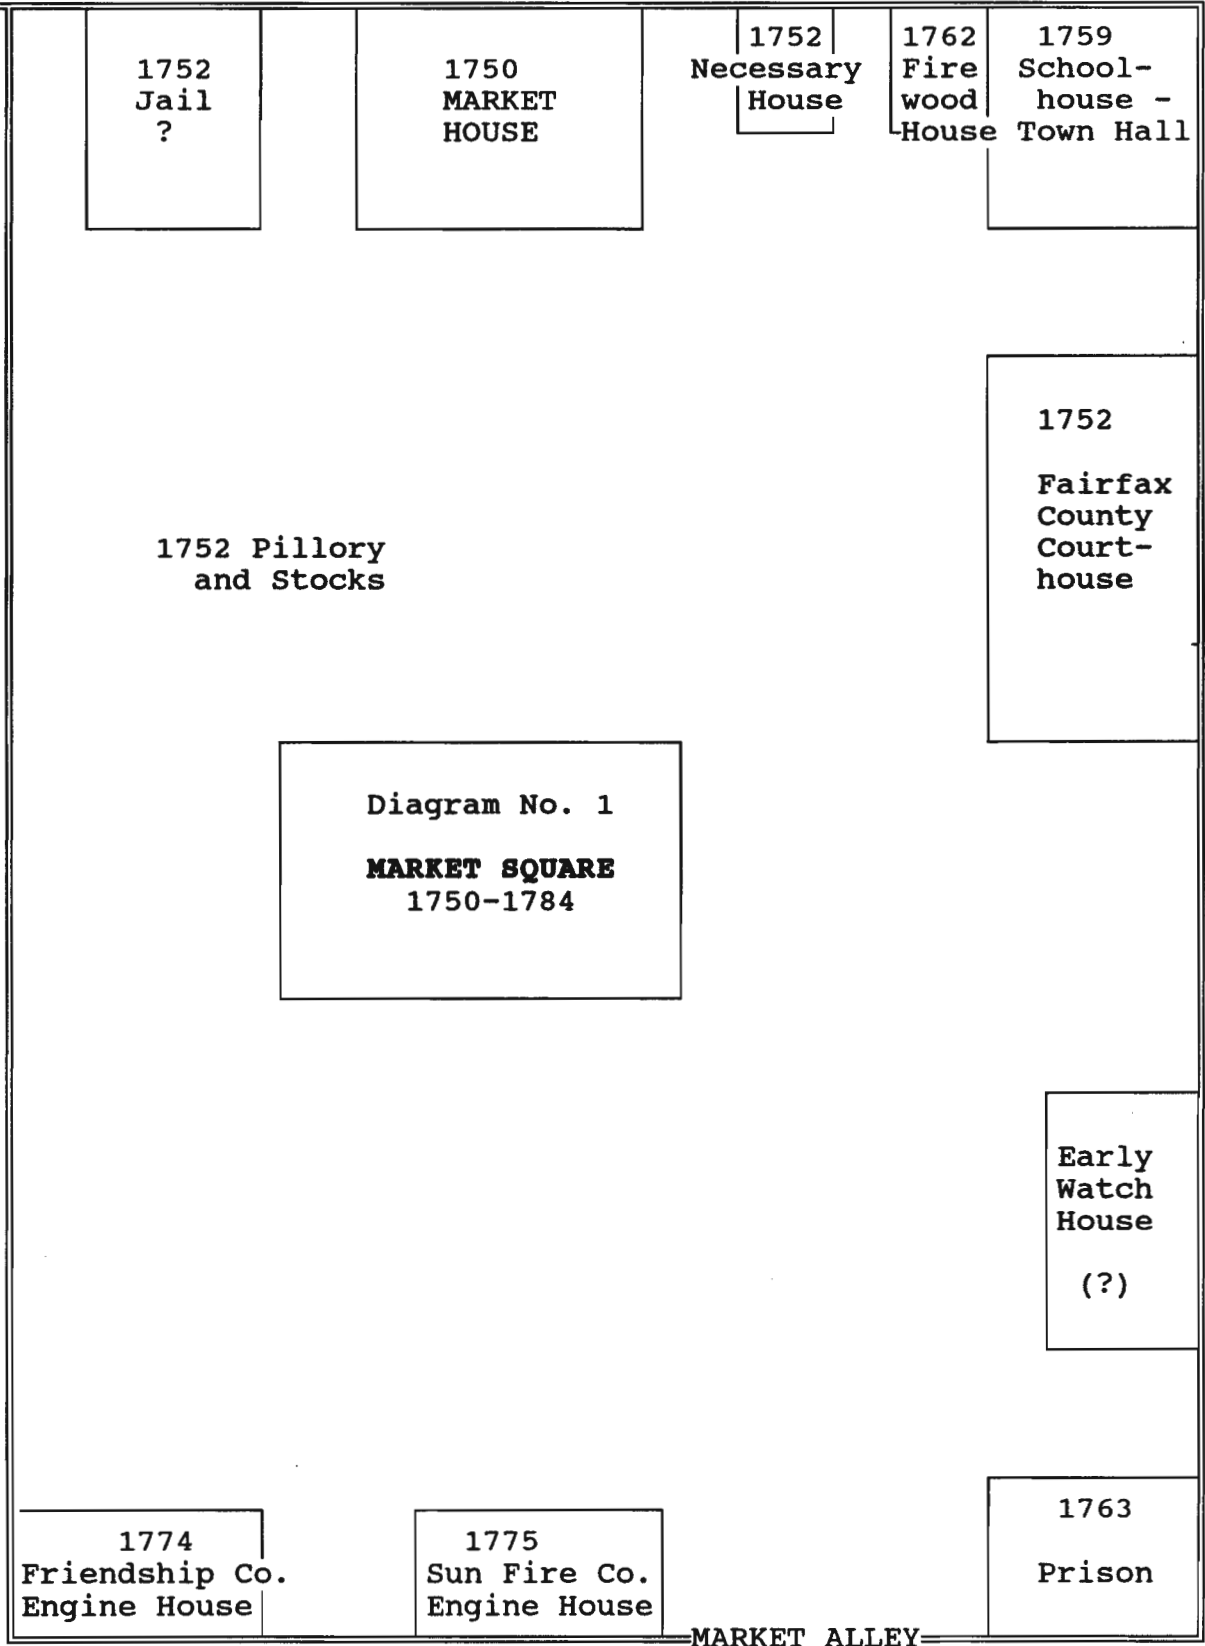 1752
Jail
?
1750
MARKET
HOUSE
1752
Necessary
House
1762
Fire
wood
House
1759
School-
house -
Town Hall
1752
Fairfax
County
Court-
house
1752 Pillory
and Stocks
Diagram No. 1
MARKET SQUARE
1750-1784
Early
Watch
House
(?)
1774
Friendship Co.
Engine House
1775
Sun Fire Co.
Engine House
1763
Prison
MARKET ALLEY